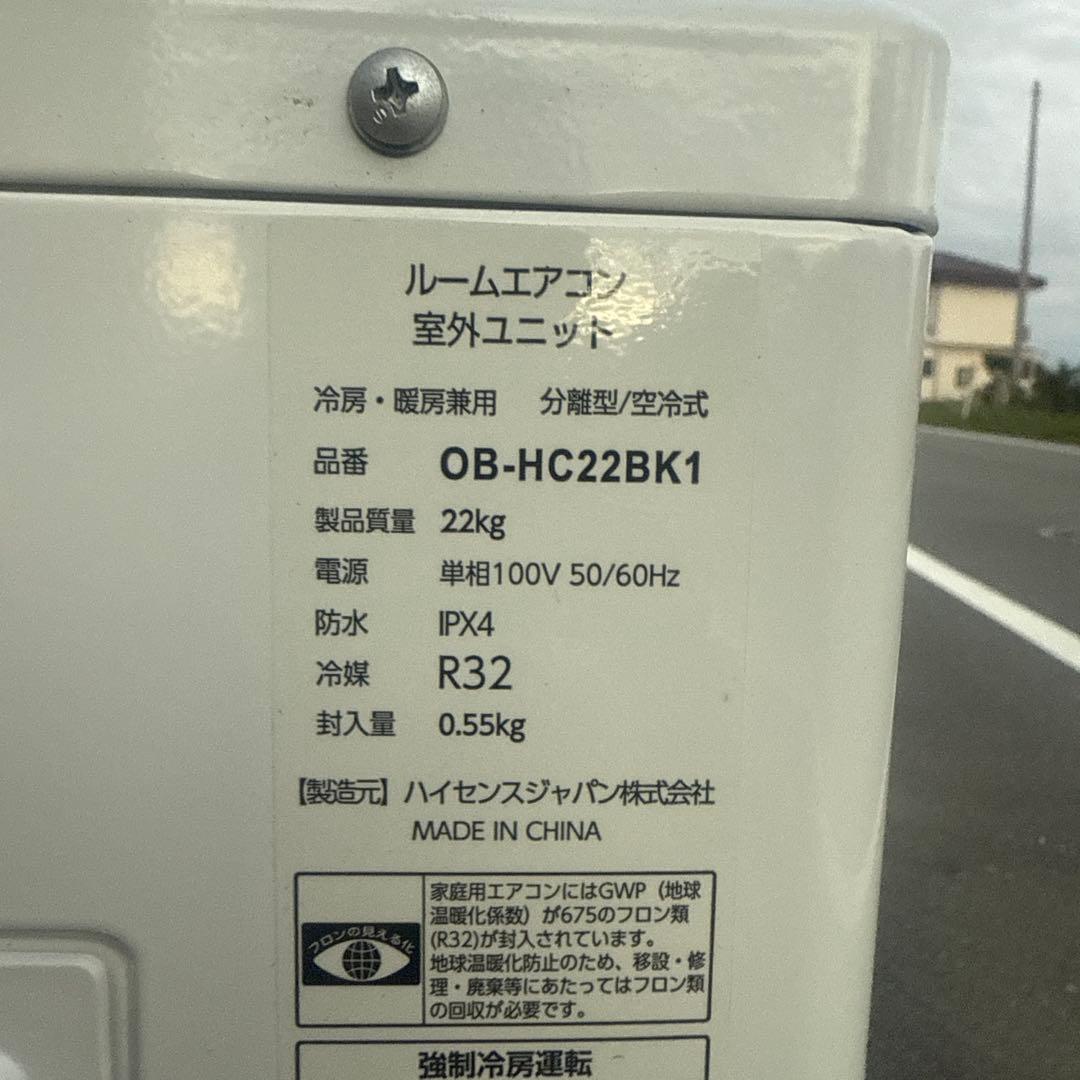 ルームエアコン
室外ユニット
冷房・暖房兼用 分離型/空冷式
品番 OB-HC22BK1
製品質量 22kg
電源 単相100V 50/60Hz
防水 IPX4
冷媒 R32
封入量 0.55kg
【製造元】ハイセンスジャパン株式会社
MADE IN CHINA
フロンの見える化
家庭用エアコンにはGWP（地球
温暖化係数）が675のフロン類
(R32)が封入されています。
地球温暖化防止のため、移設・修
理・廃棄等にあたってはフロン類
の回収が必要です。
強制冷房運転